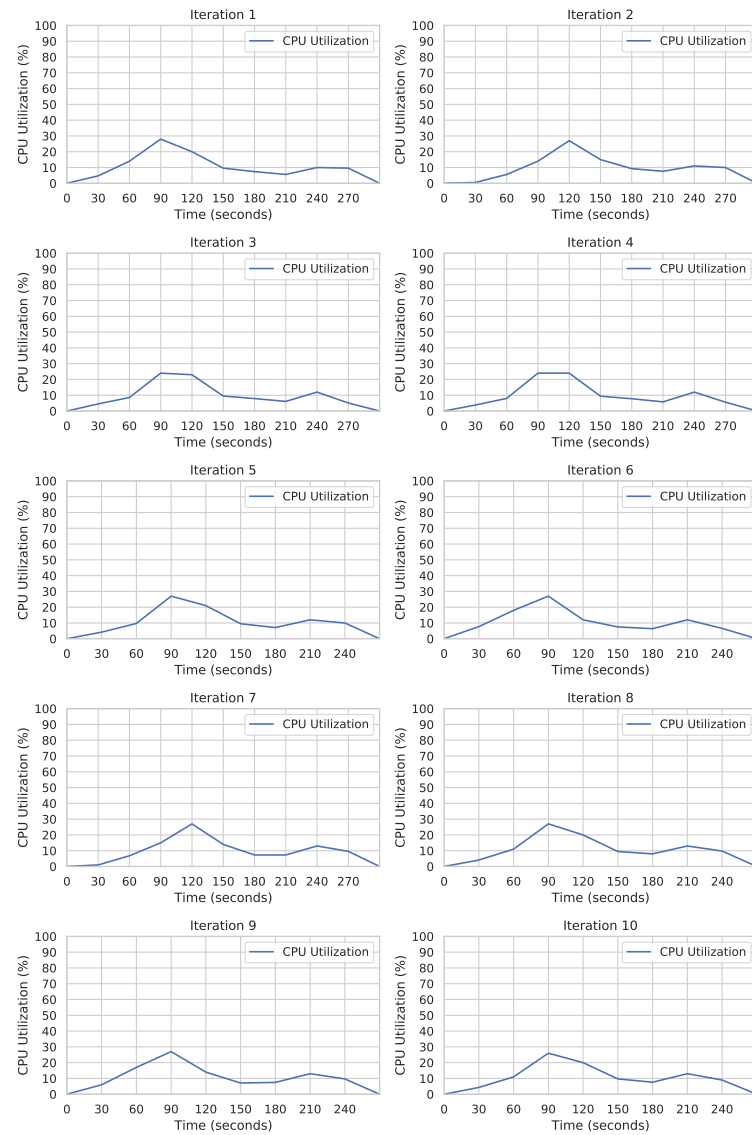 Iteration 1
CPU Utilization (%)
100
90
80
70
60
50
40
30
20
10
0
CPU Utilization
0 30 60 90 120 150 180 210 240 270
Time (seconds)
Iteration 2
CPU Utilization (%)
100
90
80
70
60
50
40
30
20
10
0
CPU Utilization
0 30 60 90 120 150 180 210 240 270
Time (seconds)
Iteration 3
CPU Utilization (%)
100
90
80
70
60
50
40
30
20
10
0
CPU Utilization
0 30 60 90 120 150 180 210 240 270
Time (seconds)
Iteration 4
CPU Utilization (%)
100
90
80
70
60
50
40
30
20
10
0
CPU Utilization
0 30 60 90 120 150 180 210 240 270
Time (seconds)
Iteration 5
CPU Utilization (%)
100
90
80
70
60
50
40
30
20
10
0
CPU Utilization
0 30 60 90 120 150 180 210 240
Time (seconds)
Iteration 6
CPU Utilization (%)
100
90
80
70
60
50
40
30
20
10
0
CPU Utilization
0 30 60 90 120 150 180 210 240
Time (seconds)
Iteration 7
CPU Utilization (%)
100
90
80
70
60
50
40
30
20
10
0
CPU Utilization
0 30 60 90 120 150 180 210 240 270
Time (seconds)
Iteration 8
CPU Utilization (%)
100
90
80
70
60
50
40
30
20
10
0
CPU Utilization
0 30 60 90 120 150 180 210 240
Time (seconds)
Iteration 9
CPU Utilization (%)
100
90
80
70
60
50
40
30
20
10
0
CPU Utilization
0 30 60 90 120 150 180 210 240
Time (seconds)
Iteration 10
CPU Utilization (%)
100
90
80
70
60
50
40
30
20
10
0
CPU Utilization
0 30 60 90 120 150 180 210 240
Time (seconds)